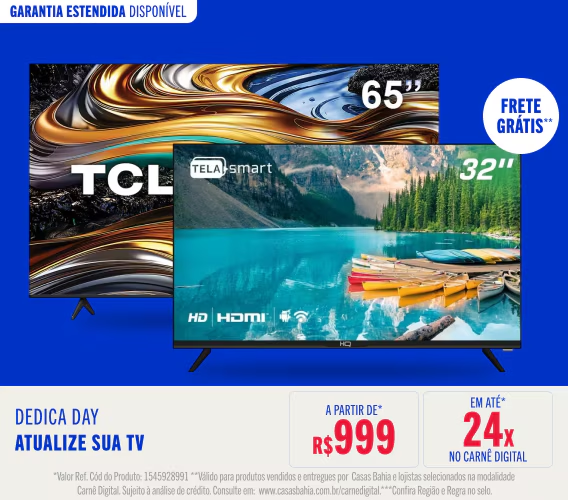 GARANTIA ESTENDIDA DISPONÍVEL
65”
FRETE
GRÁTIS**
TELA smart
32''
TCL
HD HDMI
HQ
DEDICA DAY
ATUALIZE SUA TV
A PARTIR DE*
R$999
EM ATÉ*
24x
NO CARNÊ DIGITAL
*Valor Ref. Cód do Produto: 1545928991 **Válido para produtos vendidos e entregues por Casas Bahia e lojistas selecionados na modalidade
Carnê Digital. Sujeito à análise de crédito. Consulte em: www.casasbahia.com.br/carnedigital.***Confira Região e Regra no selo